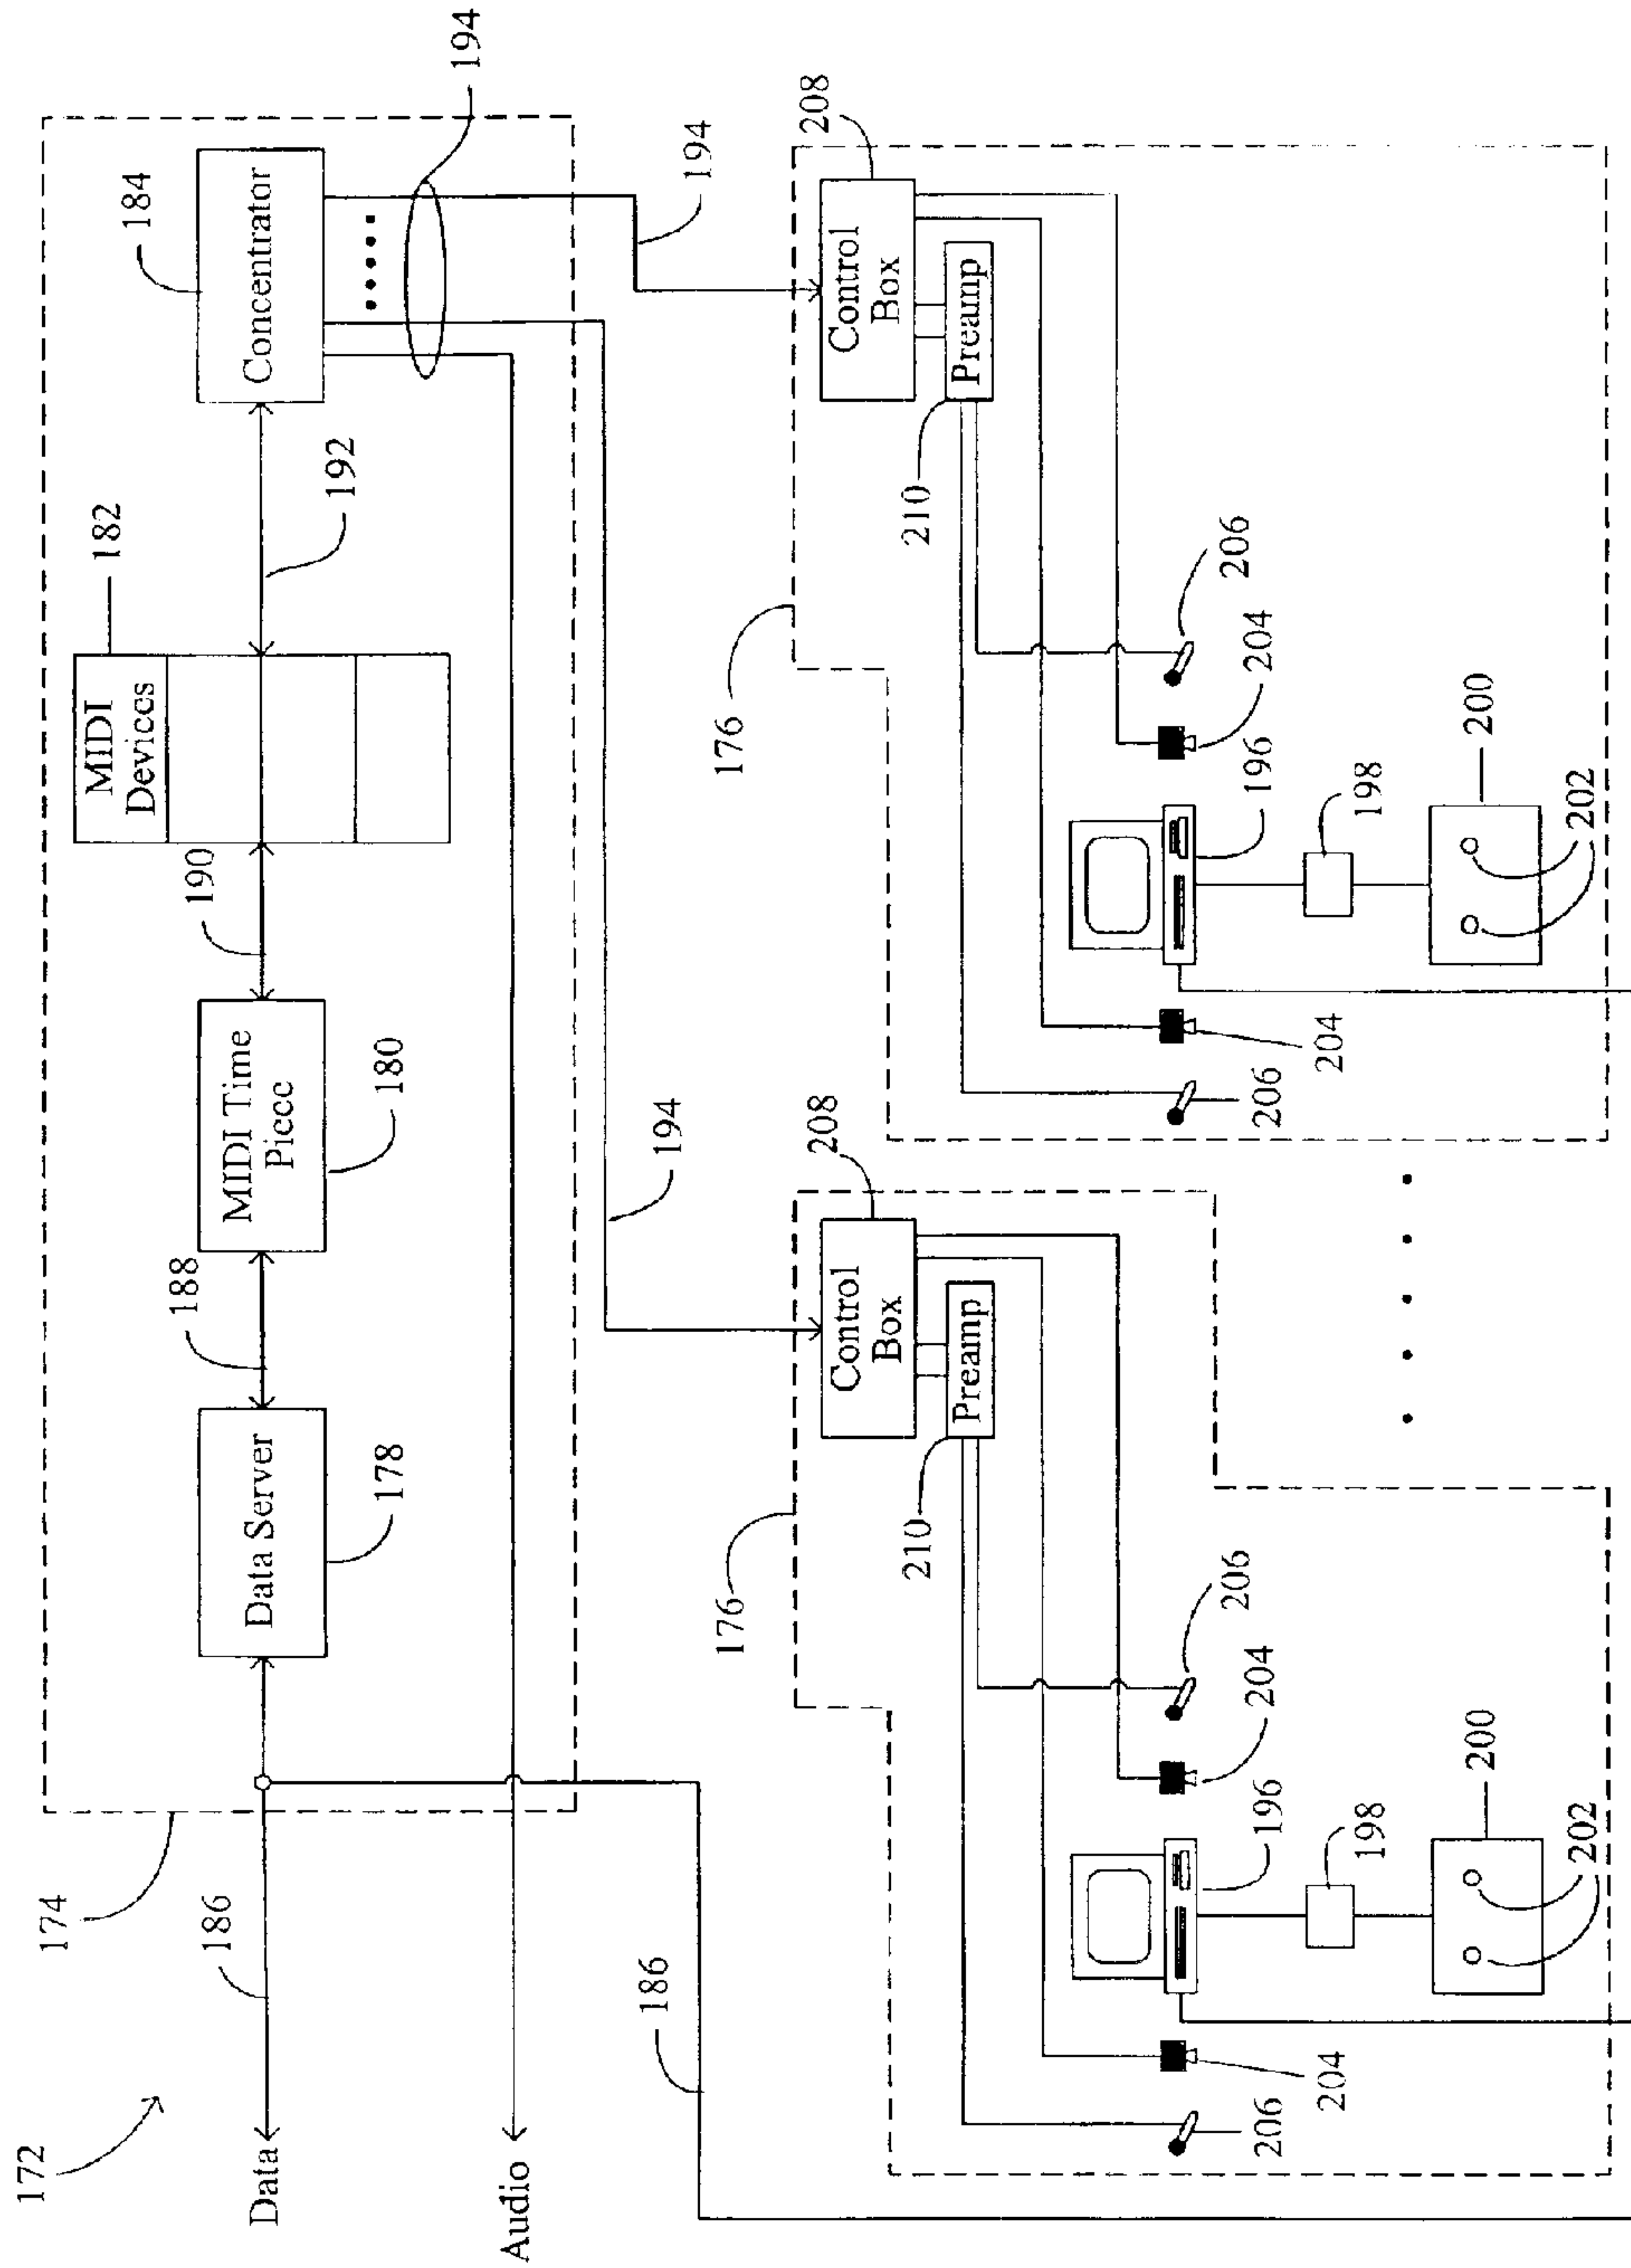 172
174
186
Data
Data Server
178
188
MIDI Time
Piece
180
190
MIDI
Devices
182
192
Concentrator
184
194
Audio
186
194
194
176
208
Control
Box
210
Preamp
206
204
196
204
206
198
200
202
176
208
Control
Box
210
Preamp
206
204
196
204
206
198
200
202